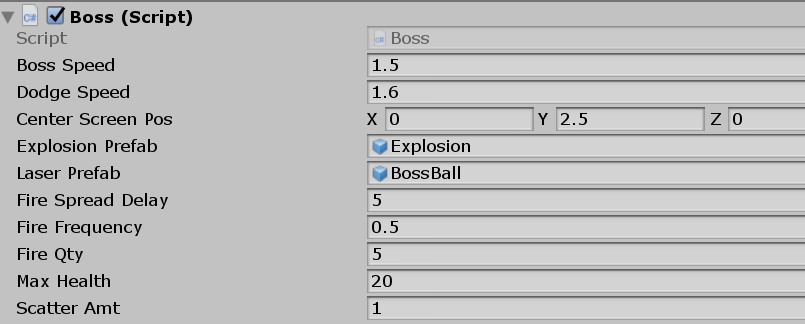 Boss (Script)
Script Boss
Boss Speed 1.5
Dodge Speed 1.6
Center Screen Pos X 0 Y 2.5 Z 0
Explosion Prefab Explosion
Laser Prefab BossBall
Fire Spread Delay 5
Fire Frequency 0.5
Fire Qty 5
Max Health 20
Scatter Amt 1